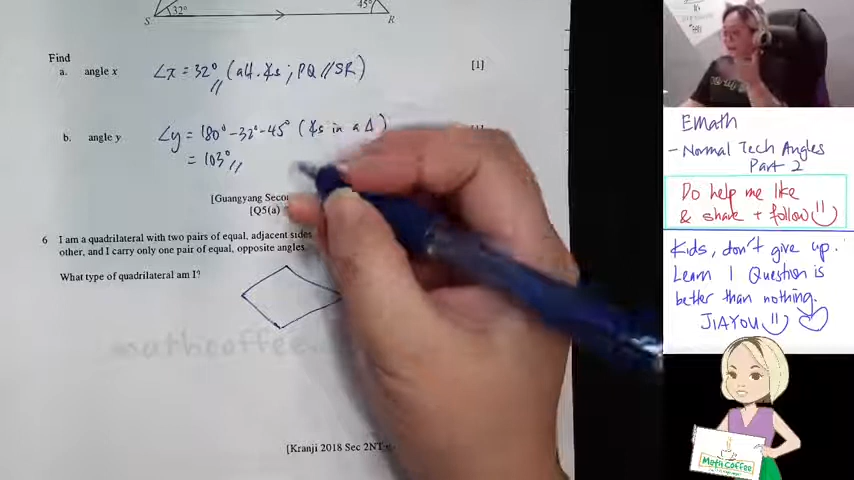 S 32° 45° R
Find
a. angle x ∠x = 32° (alt. ∠s ; PQ // SR) [1]
b. angle y ∠y = 180° - 32° - 45° (∠s in a Δ)
= 103°
[Guangyang Seco
[Q5(a)
6 I am a quadrilateral with two pairs of equal, adjacent sides
other, and I carry only one pair of equal, opposite angles.
What type of quadrilateral am I?
mathcoffee.
[Kranji 2018 Sec 2NT
EMath
- Normal Tech Angles
Part 2
Do help me like
& share + follow
Kids, don't give up.
Learn 1 Question is
better than nothing.
JIAYOU
Math Coffee